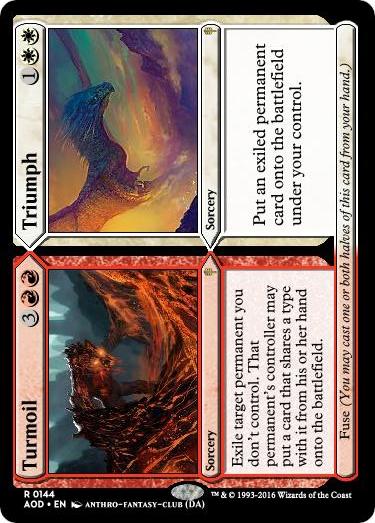 Turmoil 3
Sorcery
Exile target permanent you
don't control. That
permanent's controller may
put a card that shares a type
with it from his or her hand
onto the battlefield.
Triumph 1
Sorcery
Put an exiled permanent
card onto the battlefield
under your control.
Fuse (You may cast one or both halves of this card from your hand.)
R 0144
AOD • EN ANTHRO-FANTASY-CLUB (DA)
™ & © 1993-2016 Wizards of the Coast